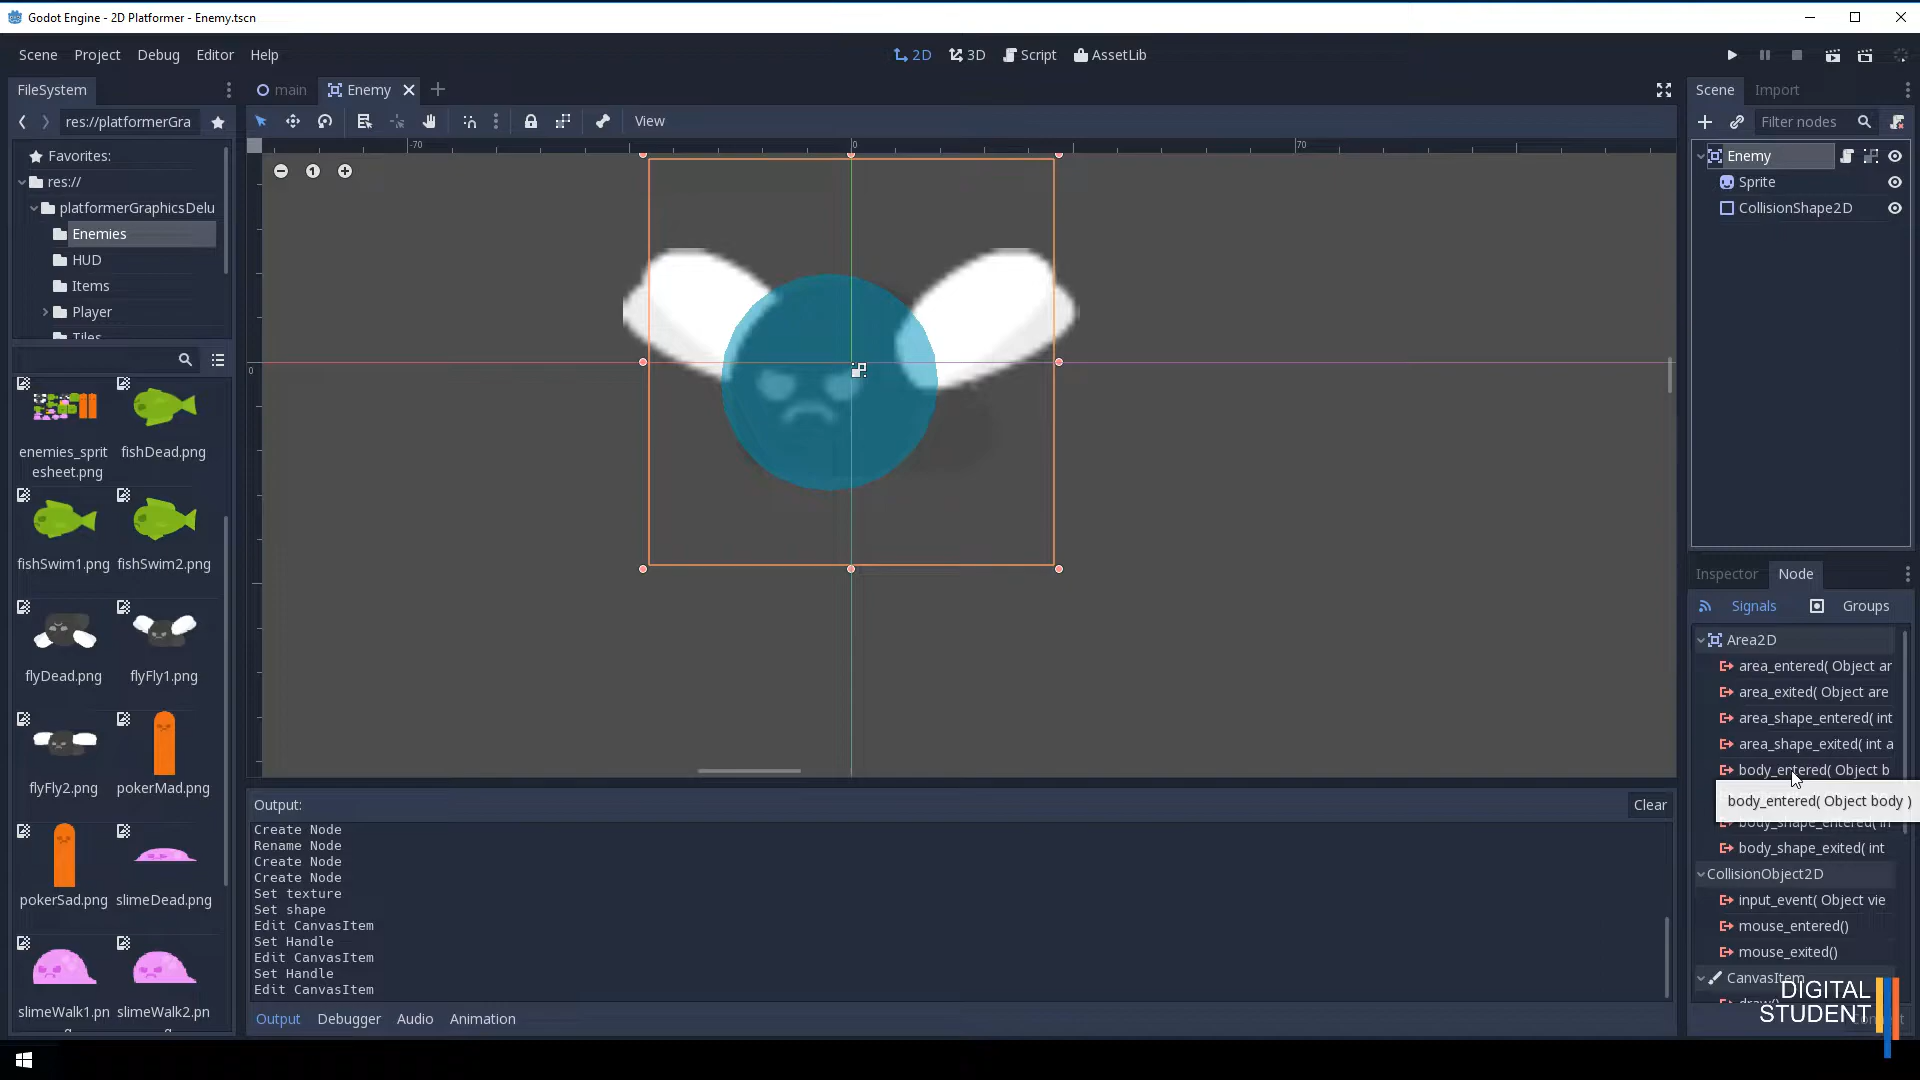 Godot Engine - 2D Platformer - Enemy.tscn
Scene Project Debug Editor Help
2D 3D Script AssetLib
FileSystem
main Enemy
Scene Import
res://platformerGra
View
Filter nodes
-70 0 70
Favorites:
res://
platformerGraphicsDelu
Enemies
HUD
Items
Player
Tiles
1
0
Enemy
Sprite
CollisionShape2D
enemies_sprit
esheet.png
fishDead.png
fishSwim1.png
fishSwim2.png
flyDead.png
flyFly1.png
flyFly2.png
pokerMad.png
pokerSad.png
slimeDead.png
slimeWalk1.pn
g
slimeWalk2.pn
g
Inspector Node
Signals Groups
Area2D
area_entered( Object ar
area_exited( Object are
area_shape_entered( int
area_shape_exited( int a
body_entered( Object b
body_entered( Object body )
body_shape_entered( in
body_shape_exited( int
CollisionObject2D
input_event( Object vie
mouse_entered()
mouse_exited()
CanvasItem
draw()
Output:
Clear
Create Node
Rename Node
Create Node
Create Node
Set texture
Set shape
Edit CanvasItem
Set Handle
Edit CanvasItem
Set Handle
Edit CanvasItem
Output Debugger Audio Animation
DIGITAL
STUDENT